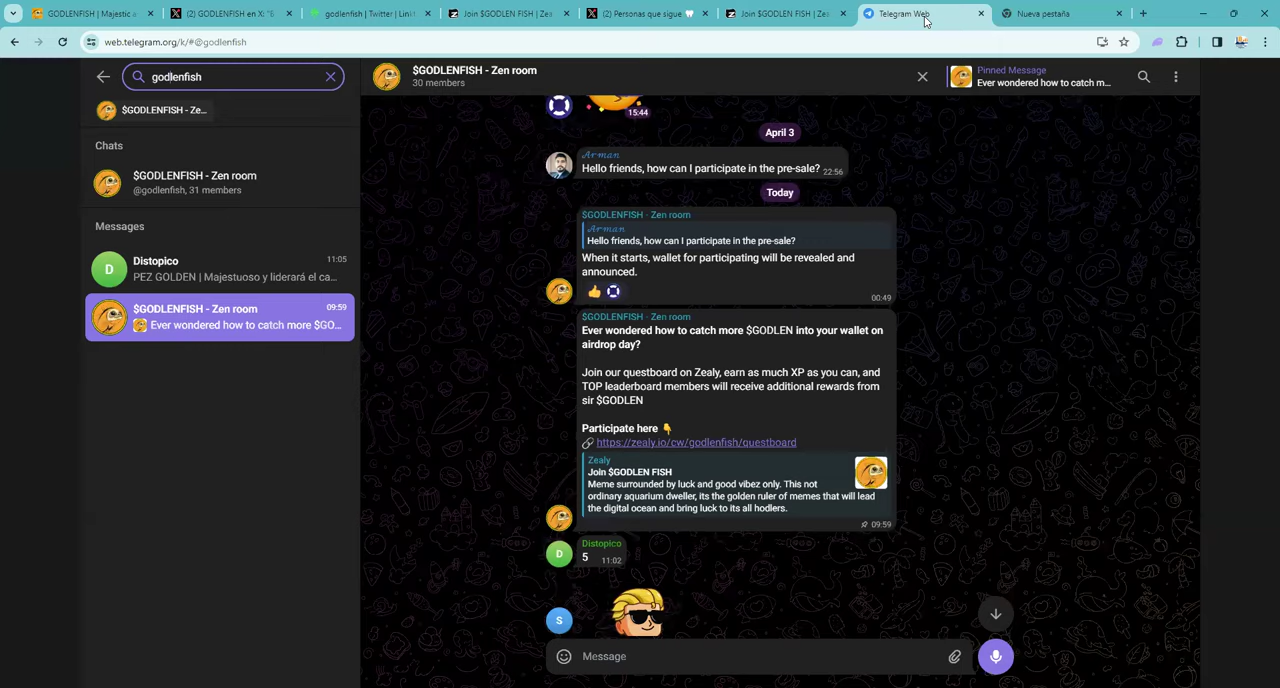 GODLENFISH | Majestic e
(2) GODLENFISH en X: "E
godlenfish | Twitter | Link
Join $GODLEN FISH | Zea
(2) Personas que sigue
Join $GODLEN FISH | Zea
Telegram Web
Nueva pestaña
web.telegram.org/k/#@godlenfish
godlenfish
$GODLENFISH - Ze...
Chats
$GODLENFISH - Zen room
@godlenfish, 31 members
Messages
Distopico
11:05
PEZ GOLDEN | Majestuoso y liderará el ca...
$GODLENFISH - Zen room
09:59
Ever wondered how to catch more $GO...
$GODLENFISH - Zen room
30 members
Pinned Message
Ever wondered how to catch m...
15:44
April 3
𝓐𝓻𝓶𝓪𝓷
Hello friends, how can I participate in the pre-sale? 22:56
Today
$GODLENFISH - Zen room
𝓐𝓻𝓶𝓪𝓷
Hello friends, how can I participate in the pre-sale?
When it starts, wallet for participating will be revealed and
announced.
00:49
$GODLENFISH - Zen room
Ever wondered how to catch more $GODLEN into your wallet on
airdrop day?
Join our questboard on Zealy, earn as much XP as you can, and
TOP leaderboard members will receive additional rewards from
sir $GODLEN
Participate here 👇
🔗 https://zealy.io/cw/godlenfish/questboard
Zealy
Join $GODLEN FISH
Meme surrounded by luck and good vibez only. This not
ordinary aquarium dweller, its the golden ruler of memes that will lead
the digital ocean and bring luck to its all hodlers.
09:59
D
Distopico
5 11:02
S
Message